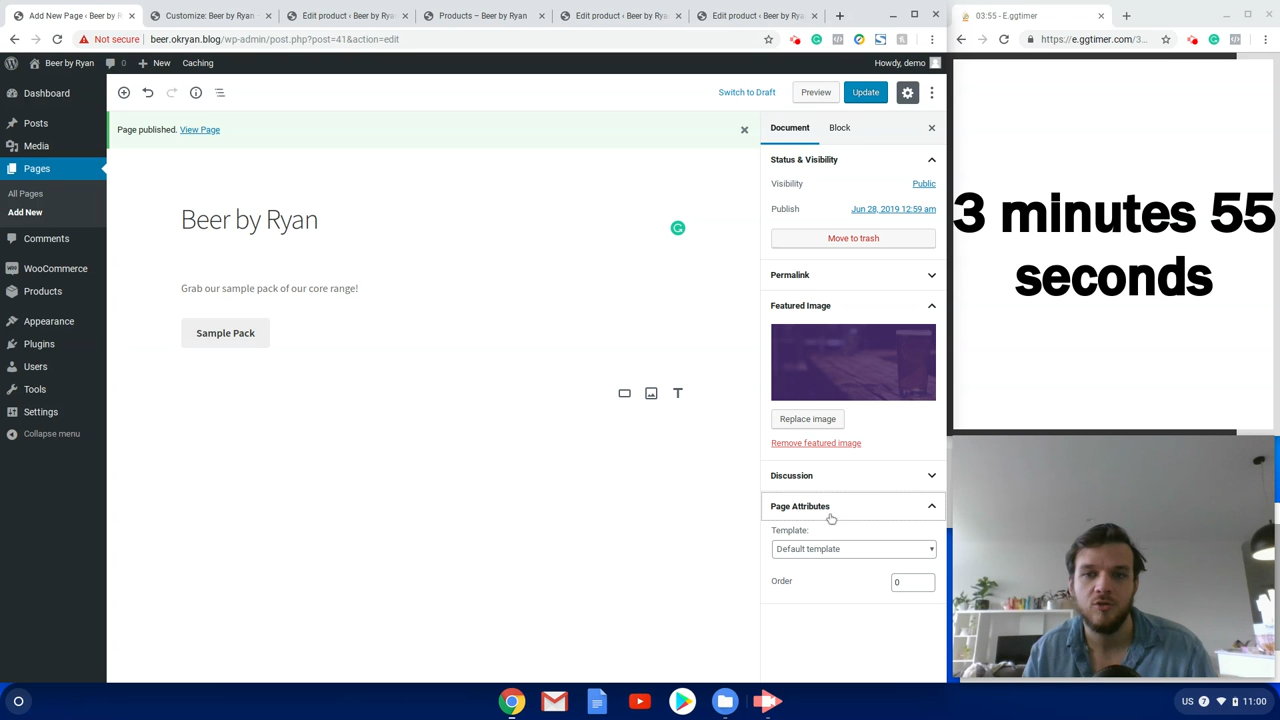 Add New Page ‹ Beer by R
Customize: Beer by Ryan
Edit product ‹ Beer by Ryan
Products – Beer by Ryan
Edit product ‹ Beer by Ryan
Edit product ‹ Beer by Ryan
03:55 - E.ggtimer
Not secure
beer.okryan.blog/wp-admin/post.php?post=41&action=edit
https://e.ggtimer.com/3...
Beer by Ryan
0
New
Caching
Howdy, demo
Dashboard
Posts
Media
Pages
All Pages
Add New
Comments
WooCommerce
Products
Appearance
Plugins
Users
Tools
Settings
Collapse menu
Switch to Draft
Preview
Update
Page published. View Page
Beer by Ryan
Grab our sample pack of our core range!
Sample Pack
Document
Block
Status & Visibility
Visibility
Public
Publish
Jun 28, 2019 12:59 am
Move to trash
Permalink
Featured Image
Replace image
Remove featured image
Discussion
Page Attributes
Template:
Default template
Order
0
3 minutes 55
seconds
US
7
11:00